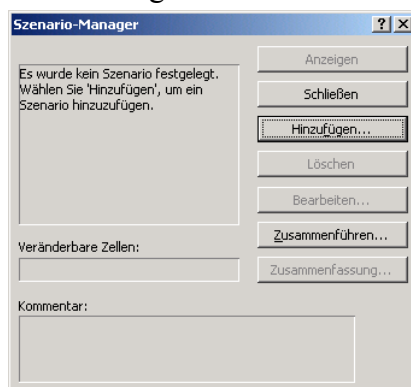 Szenario-Manager
Es wurde kein Szenario festgelegt.
Wählen Sie 'Hinzufügen', um ein
Szenario hinzuzufügen.
Anzeigen
Schließen
Hinzufügen...
Löschen
Bearbeiten...
Zusammenführen...
Zusammenfassung...
Veränderbare Zellen:
Kommentar: